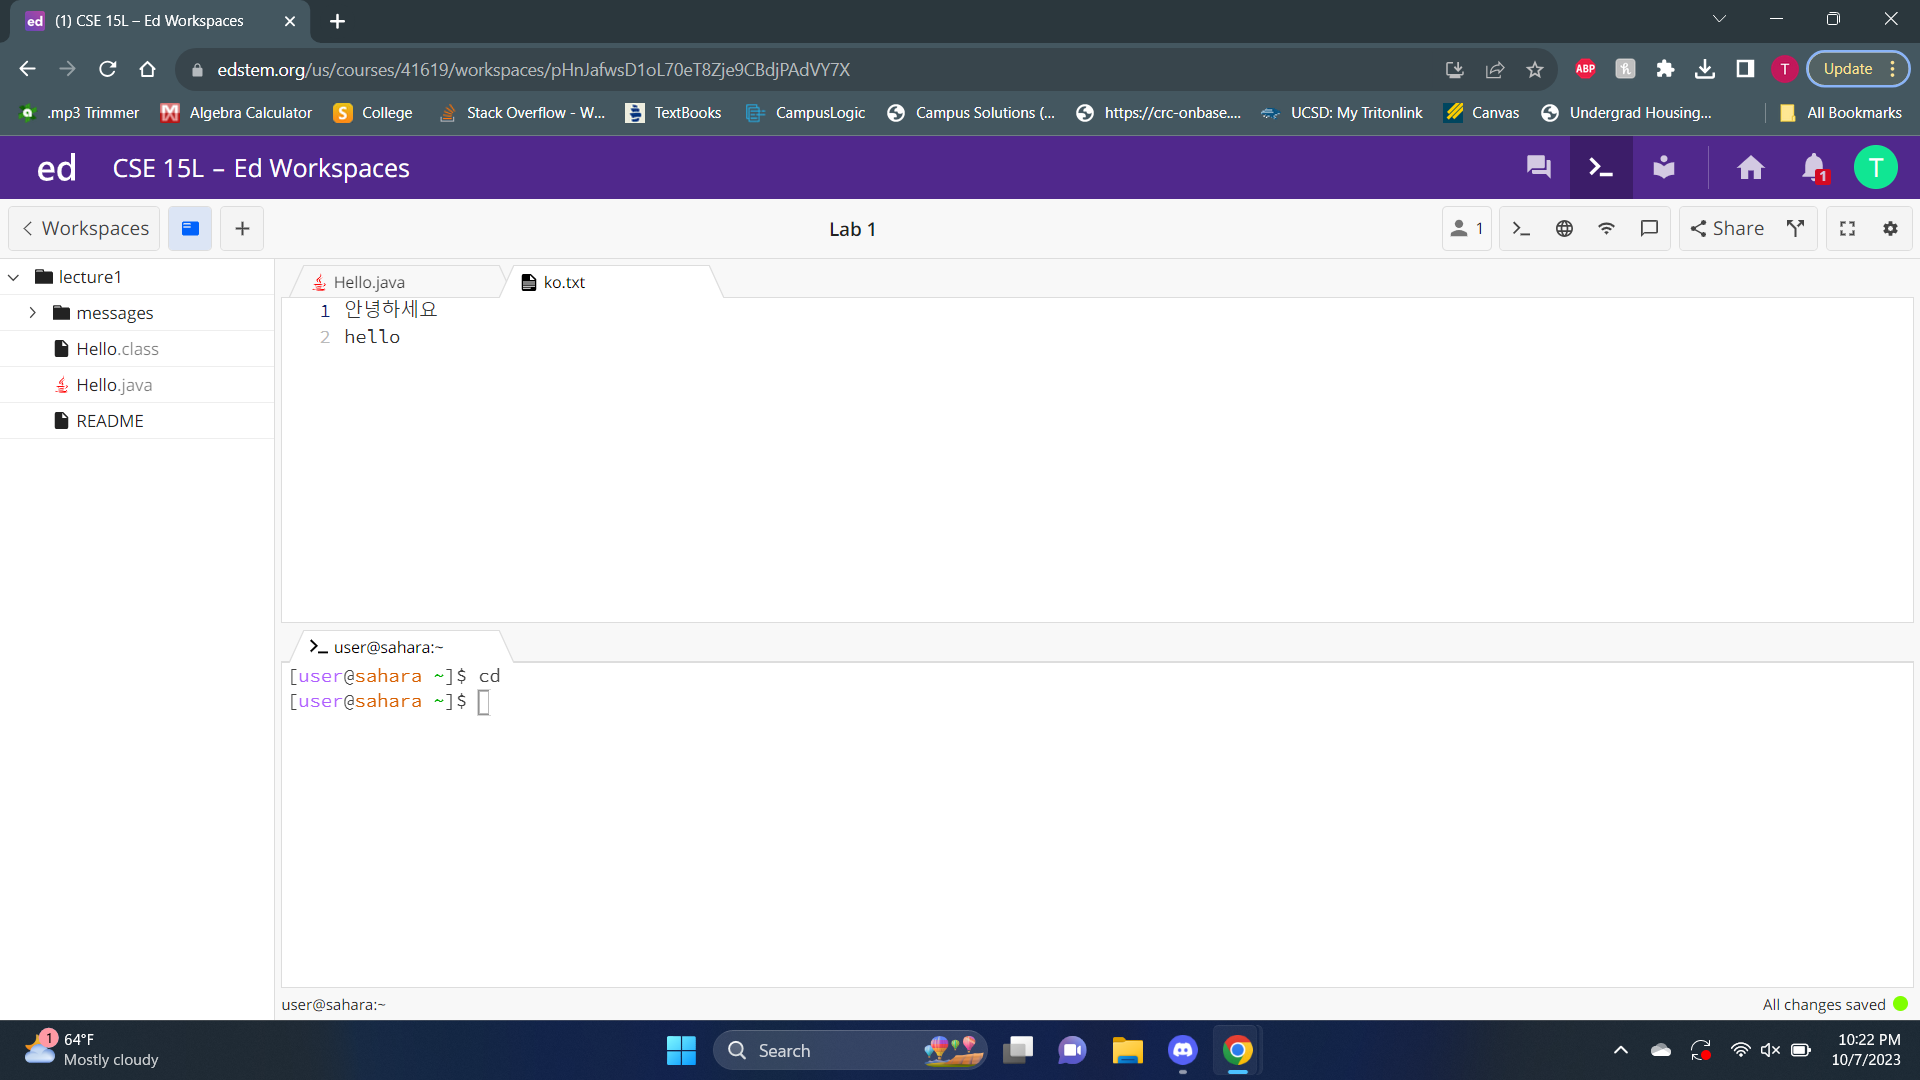 ed (1) CSE 15L – Ed Workspaces
edstem.org/us/courses/41619/workspaces/pHnJafwsD1oL70eT8Zje9CBdjPAdVY7X ABP T Update
.mp3 Trimmer Algebra Calculator S College Stack Overflow - W... TextBooks CampusLogic Campus Solutions (... https://crc-onbase.... UCSD: My Tritonlink Canvas Undergrad Housing... All Bookmarks
ed CSE 15L – Ed Workspaces 1 T
Workspaces Lab 1 1 Share
lecture1
messages
Hello.class
Hello.java
README
Hello.java ko.txt
1 안녕하세요
2 hello
user@sahara:~
[user@sahara ~]$ cd
[user@sahara ~]$
user@sahara:~ All changes saved
1 64°F
Mostly cloudy
Search
10:22 PM
10/7/2023